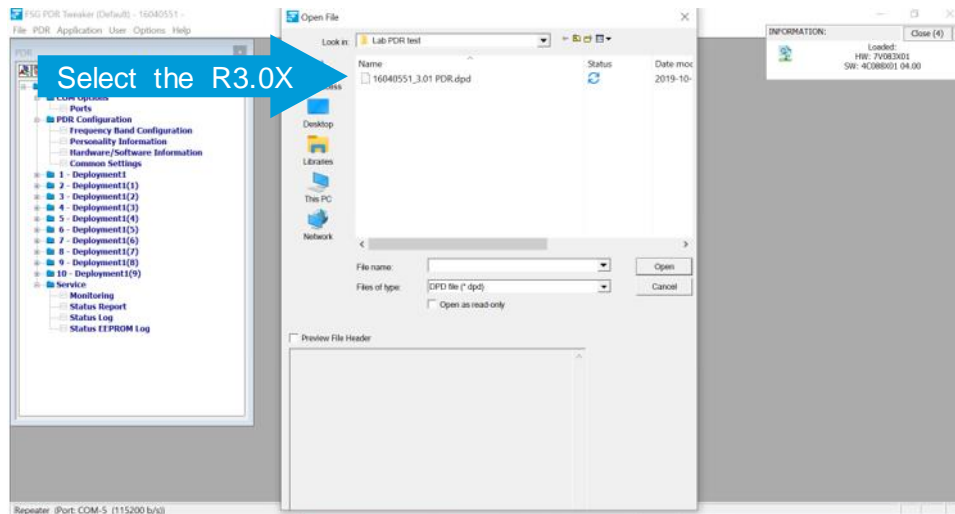 FSG PDR Tweaker (Default) - 16040551 -
File PDR Application User Options Help
PDR
Select the R3.0X
COM Options
Ports
PDR Configuration
Frequency Band Configuration
Personality Information
Hardware/Software Information
Common Settings
1 - Deployment1
2 - Deployment1(1)
3 - Deployment1(2)
4 - Deployment1(3)
5 - Deployment1(4)
6 - Deployment1(5)
7 - Deployment1(6)
8 - Deployment1(7)
9 - Deployment1(8)
10 - Deployment1(9)
Service
Monitoring
Status Report
Status Log
Status EEPROM Log
Open File
Look in: Lab PDR test
Name Status Date moc
16040551_3.01 PDR.dpd 2019-10-
Desktop
Libraries
This PC
Network
File name: Open
Files of type: DPD file (*.dpd) Cancel
Open as read-only
Preview File Header
INFORMATION: Close (4)
Loaded:
HW: 7V083X01
SW: 4C088X01 04.00
Repeater (Port: COM-5 (115200 b/s))